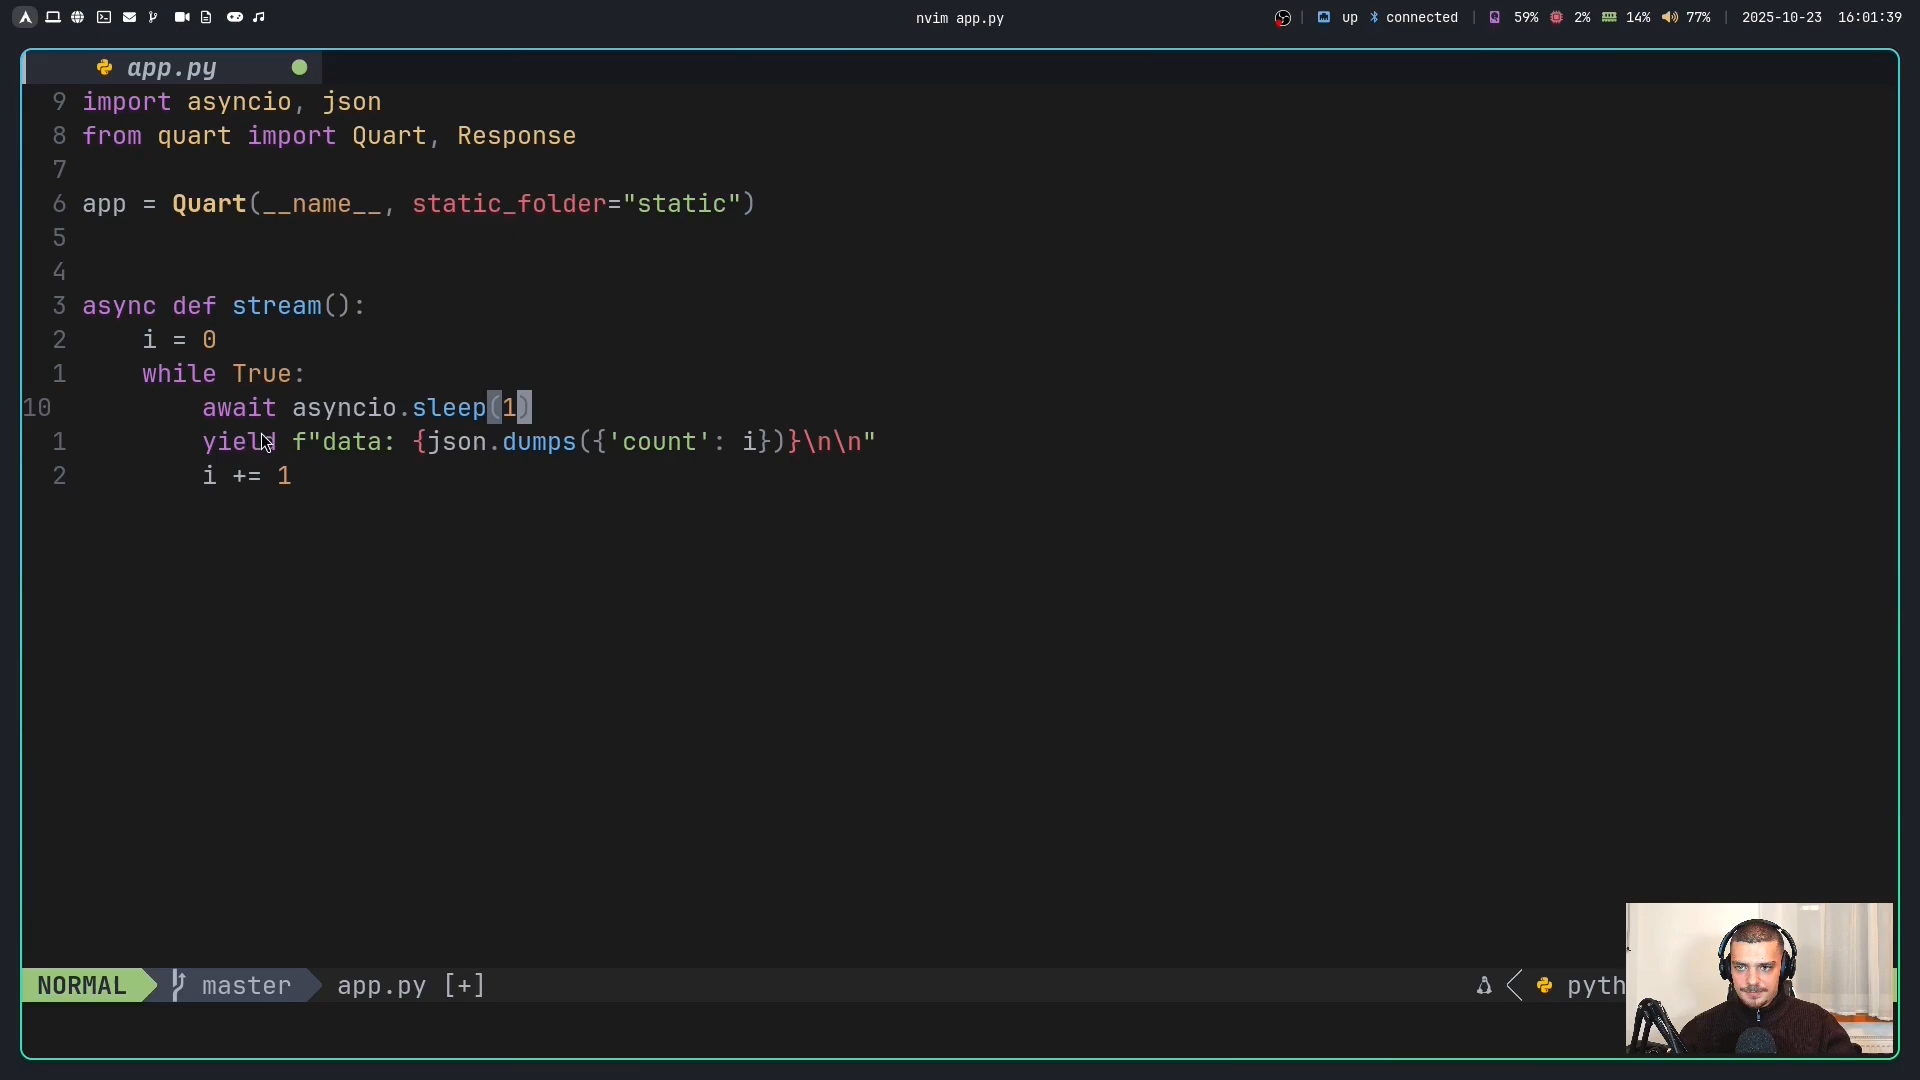 nvim app.py
up connected 59% 2% 14% 77% 2025-10-23 16:01:39
app.py
9 import asyncio, json
8 from quart import Quart, Response
7
6 app = Quart(__name__, static_folder="static")
5
4
3 async def stream():
2 i = 0
1 while True:
10 await asyncio.sleep(1)
1 yield f"data: {json.dumps({'count': i})}\n\n"
2 i += 1
NORMAL master app.py [+] pyth